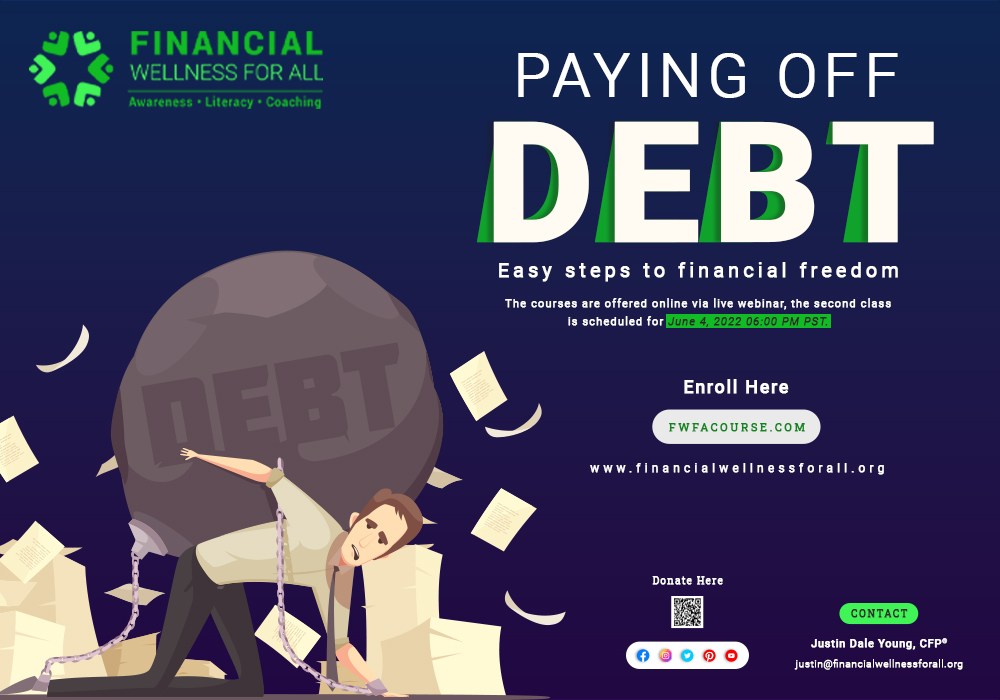 FINANCIAL
WELLNESS FOR ALL
Awareness • Literacy • Coaching
PAYING OFF
DEBT
Easy steps to financial freedom
The courses are offered online via live webinar, the second class
is scheduled for June 4, 2022 06:00 PM PST.
Enroll Here
FWFACOURSE.COM
www.financialwellnessforall.org
DEBT
Donate Here
CONTACT
Justin Dale Young, CFP®
justin@financialwellnessforall.org